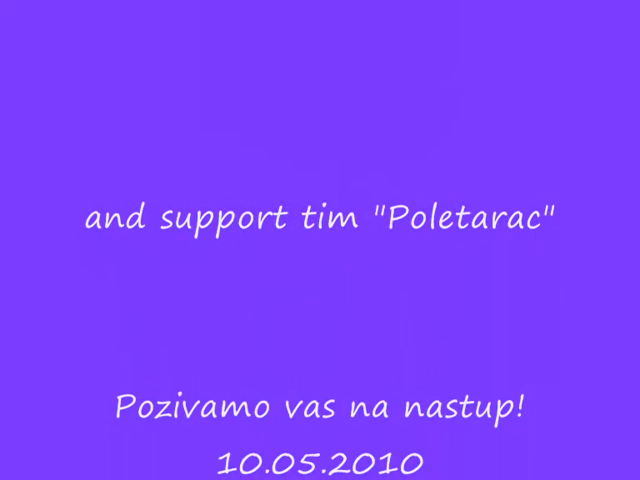 and support tim "Poletarac"
Pozivamo vas na nastup!
10.05.2010